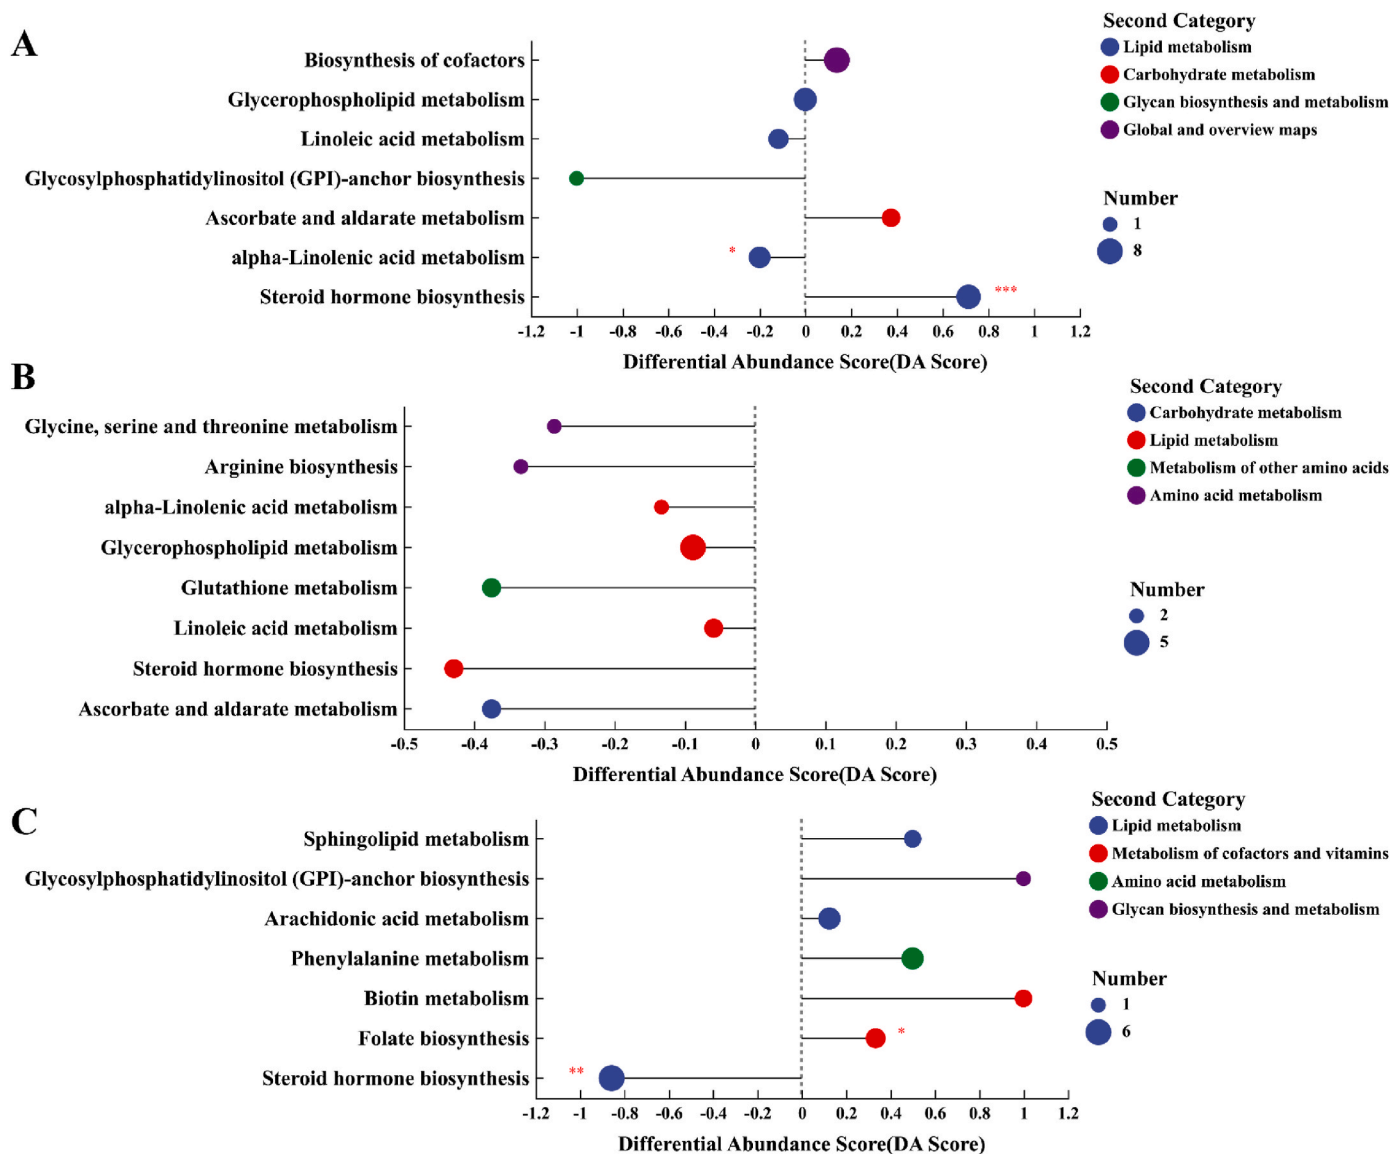 A
Second Category
Lipid metabolism
Carbohydrate metabolism
Glycan biosynthesis and metabolism
Global and overview maps
Number
1
8
Biosynthesis of cofactors
Glycerophospholipid metabolism
Linoleic acid metabolism
Glycosylphosphatidylinositol (GPI)-anchor biosynthesis
Ascorbate and aldarate metabolism
alpha-Linolenic acid metabolism *
Steroid hormone biosynthesis ***
-1.2 -1 -0.8 -0.6 -0.4 -0.2 0 0.2 0.4 0.6 0.8 1 1.2
Differential Abundance Score(DA Score)
B
Second Category
Carbohydrate metabolism
Lipid metabolism
Metabolism of other amino acids
Amino acid metabolism
Number
2
5
Glycine, serine and threonine metabolism
Arginine biosynthesis
alpha-Linolenic acid metabolism
Glycerophospholipid metabolism
Glutathione metabolism
Linoleic acid metabolism
Steroid hormone biosynthesis
Ascorbate and aldarate metabolism
-0.5 -0.4 -0.3 -0.2 -0.1 0 0.1 0.2 0.3 0.4 0.5
Differential Abundance Score(DA Score)
C
Second Category
Lipid metabolism
Metabolism of cofactors and vitamins
Amino acid metabolism
Glycan biosynthesis and metabolism
Number
1
6
Sphingolipid metabolism
Glycosylphosphatidylinositol (GPI)-anchor biosynthesis
Arachidonic acid metabolism
Phenylalanine metabolism
Biotin metabolism
Folate biosynthesis *
Steroid hormone biosynthesis **
-1.2 -1 -0.8 -0.6 -0.4 -0.2 0 0.2 0.4 0.6 0.8 1 1.2
Differential Abundance Score(DA Score)